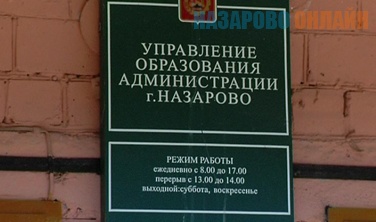 НАЗАРОВО ОНЛАЙН
УПРАВЛЕНИЕ
ОБРАЗОВАНИЯ
АДМИНИСТРАЦИИ
г.НАЗАРОВО
РЕЖИМ РАБОТЫ
ежедневно с 8.00 до 17.00
перерыв с 13.00 до 14.00
выходной:суббота, воскресенье